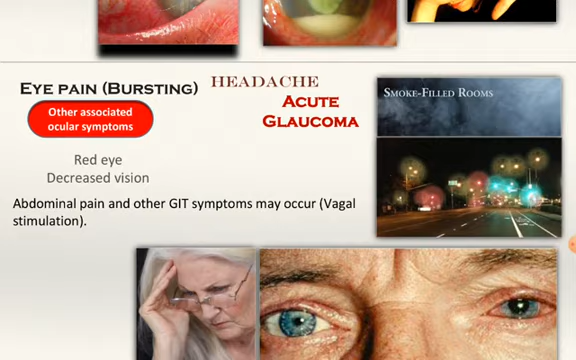 Eye pain (Bursting)
Headache
Acute
Glaucoma
Other associated
ocular symptoms
Smoke-Filled Rooms
Red eye
Decreased vision
Abdominal pain and other GIT symptoms may occur (Vagal
stimulation).